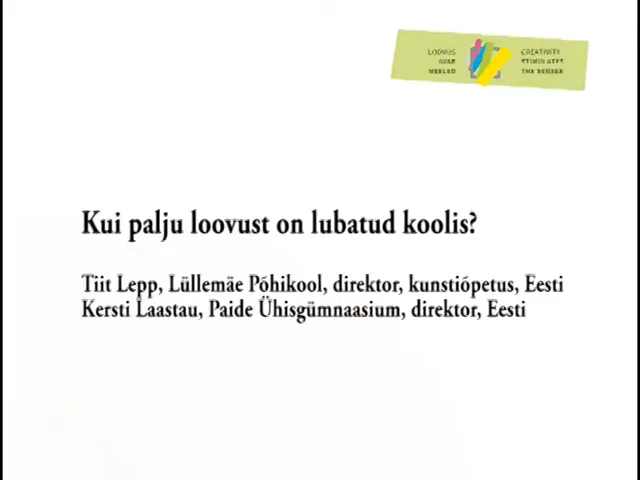 LOOVUS
AVAB
MEELED
CREATIVITY
STIMULATES
THE SENSES
Kui palju loovust on lubatud koolis?
Tiit Lepp, Lüllemäe Põhikool, direktor, kunstiõpetus, Eesti
Kersti Laastau, Paide Ühisgümnaasium, direktor, Eesti